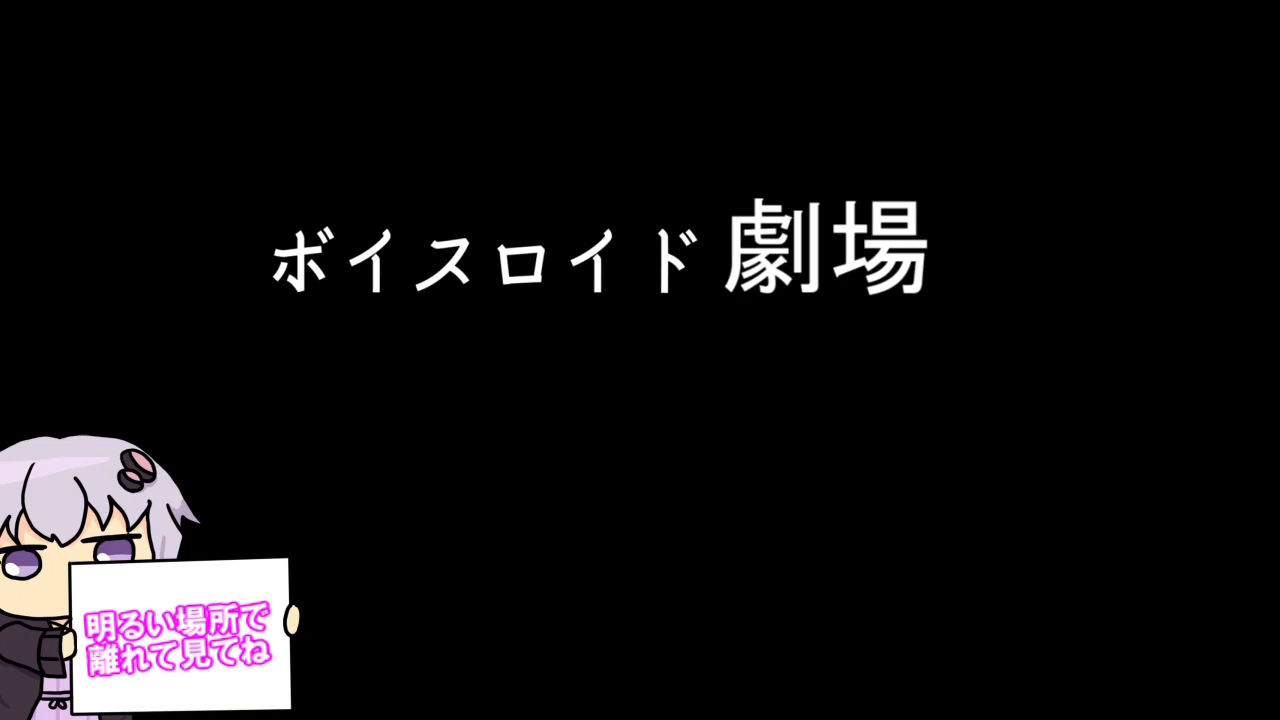 ボイスロイド劇場
明るい場所で
離れて見てね